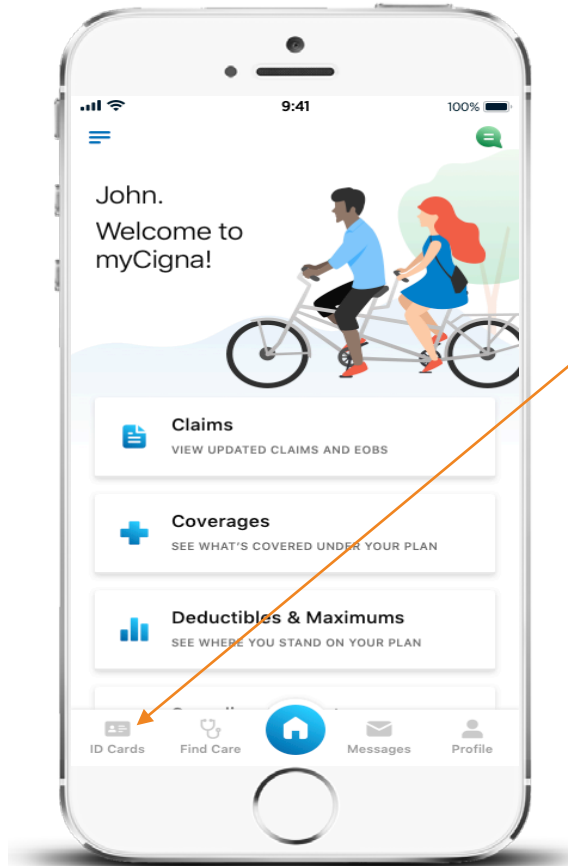 9:41
100%
John.
Welcome to
myCigna!
Claims
VIEW UPDATED CLAIMS AND EOBS
Coverages
SEE WHAT'S COVERED UNDER YOUR PLAN
Deductibles & Maximums
SEE WHERE YOU STAND ON YOUR PLAN
ID Cards
Find Care
Messages
Profile